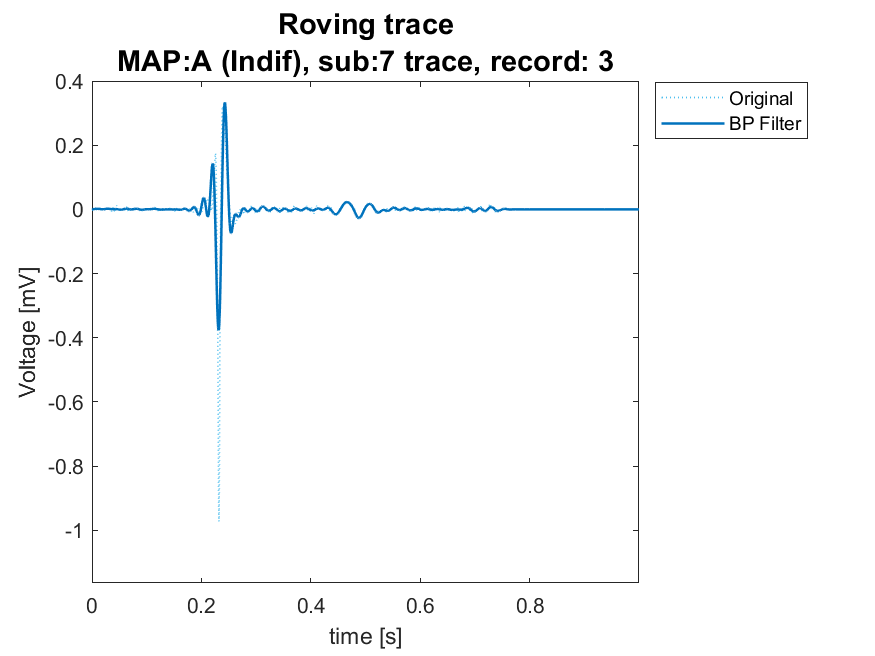 Roving trace
MAP:A (Indif), sub:7 trace, record: 3
Original
BP Filter
0.4
0.2
0
-0.2
-0.4
-0.6
-0.8
-1
Voltage [mV]
0
0.2
0.4
0.6
0.8
time [s]